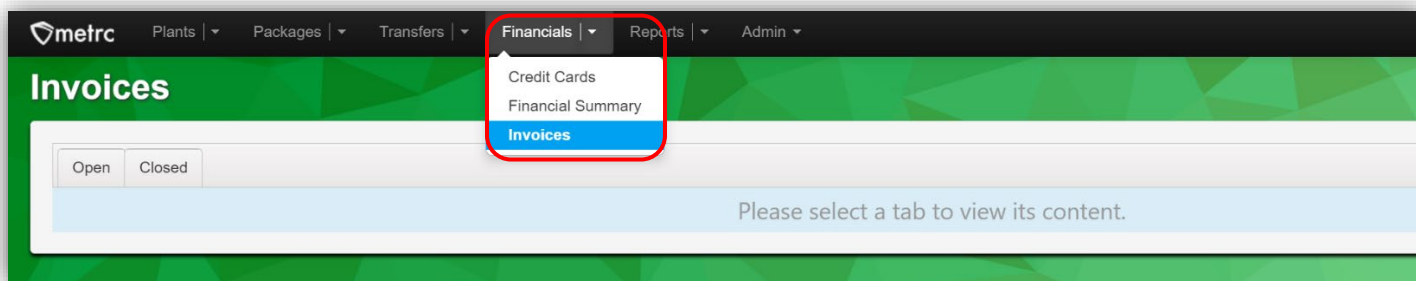 metrc Plants Packages Transfers Financials Reports Admin
Invoices
Credit Cards
Financial Summary
Invoices
Open Closed
Please select a tab to view its content.